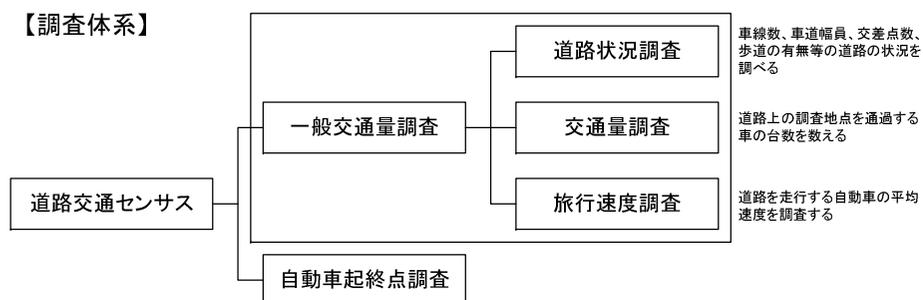 【調査体系】
道路状況調査
車線数、車道幅員、交差点数、
歩道の有無等の道路の状況を
調べる
一般交通量調査
交通量調査
道路上の調査地点を通過する
車の台数を数える
道路交通センサス
旅行速度調査
道路を走行する自動車の平均
速度を調査する
自動車起終点調査